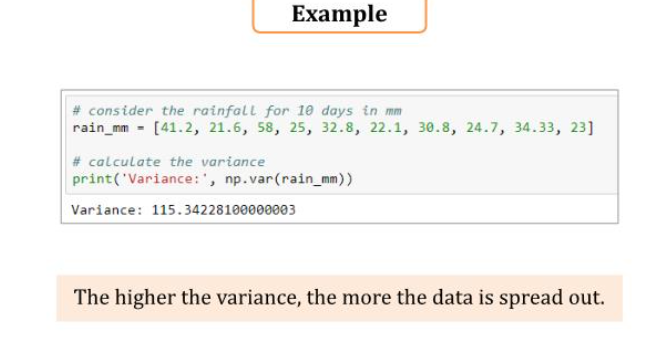 Example
# consider the rainfall for 10 days in mm
rain_mm = [41.2, 21.6, 58, 25, 32.8, 22.1, 30.8, 24.7, 34.33, 23]
# calculate the variance
print('Variance:', np.var(rain_mm))
Variance: 115.34228100000003
The higher the variance, the more the data is spread out.